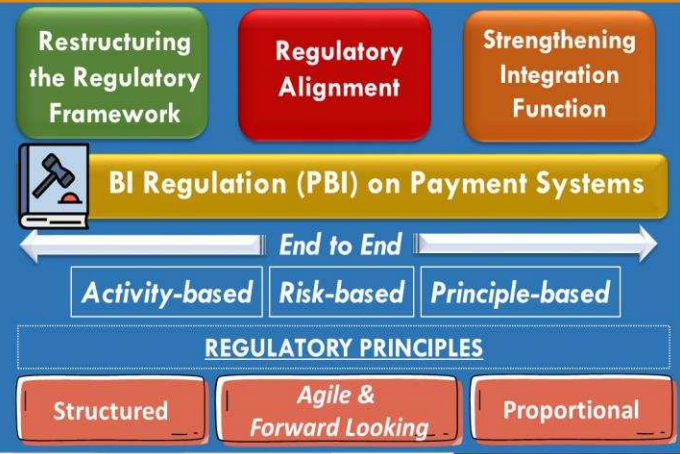 Restructuring
the Regulatory
Framework
Regulatory
Alignment
Strengthening
Integration
Function
BI Regulation (PBI) on Payment Systems
End to End
Activity-based
Risk-based
Principle-based
REGULATORY PRINCIPLES
Structured
Agile &
Forward Looking
Proportional